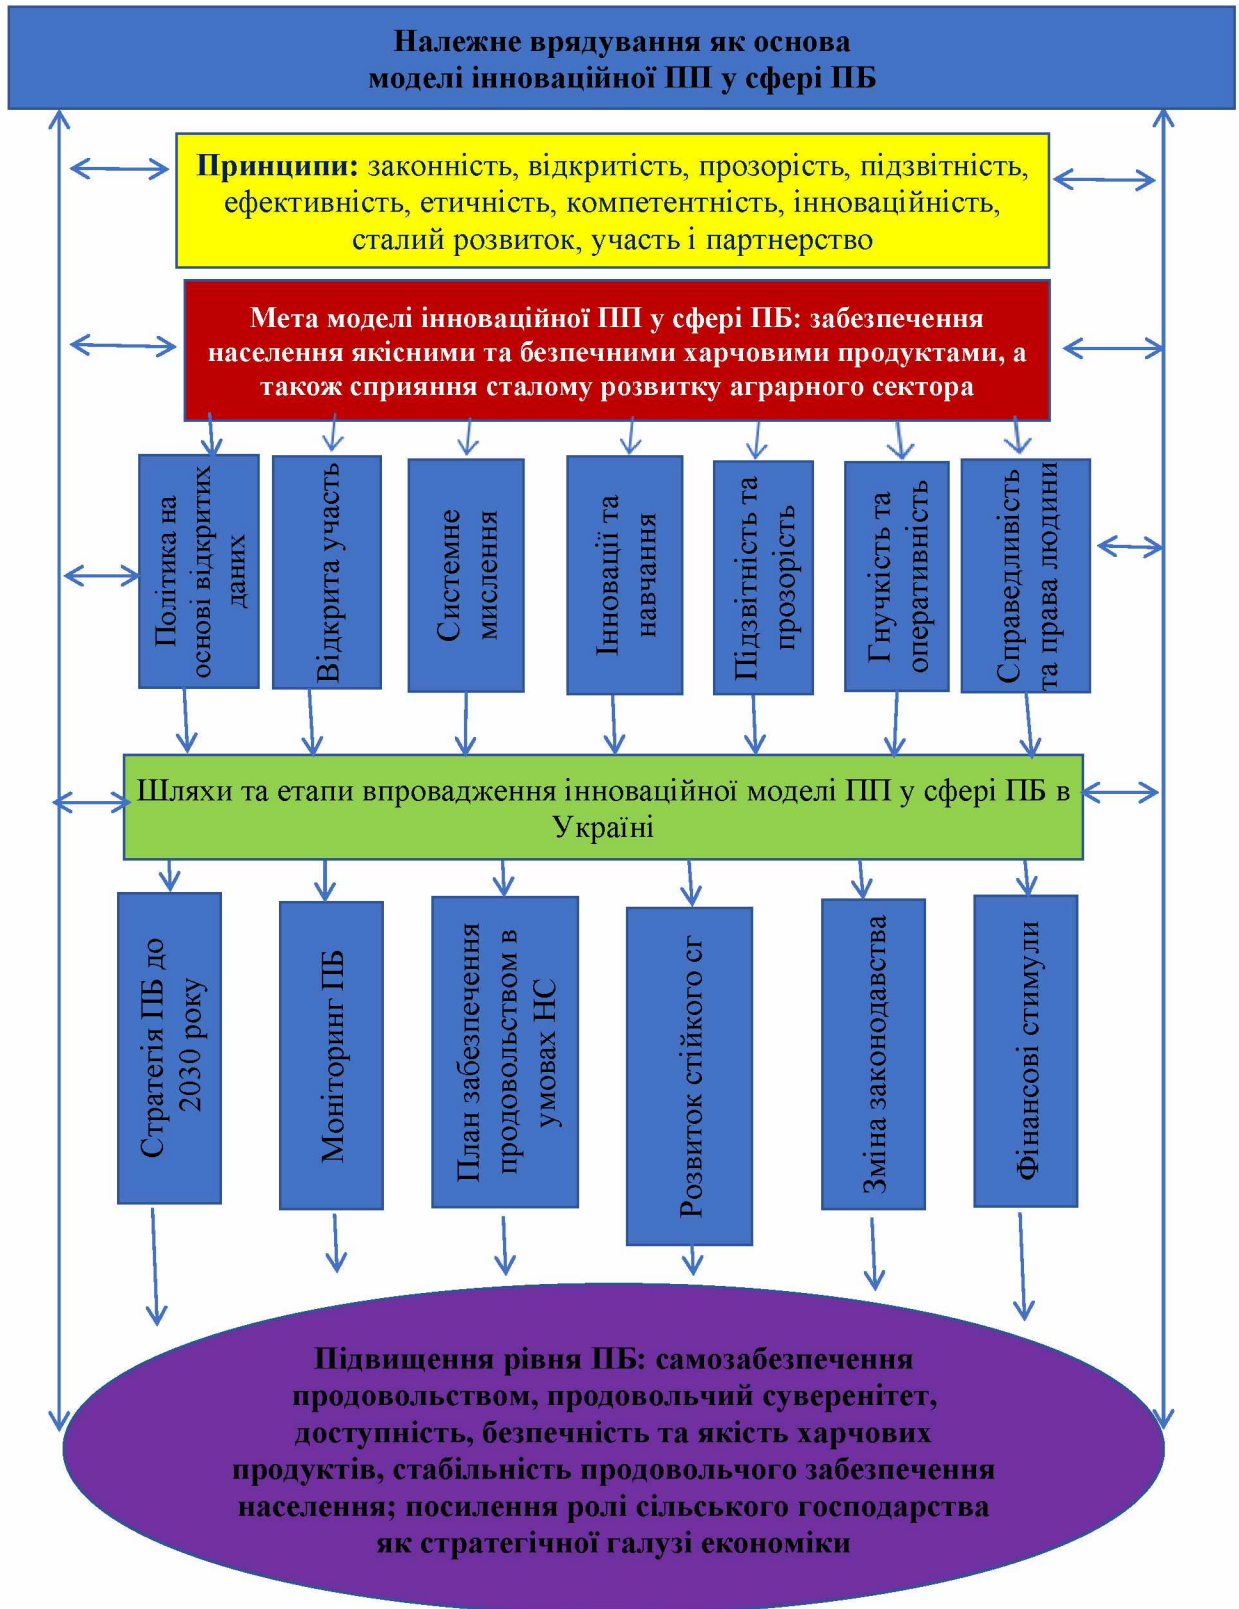 Належне врядування як основа
моделі інноваційної ПП у сфері ПБ
Принципи: законність, відкритість, прозорість, підзвітність,
ефективність, етичність, компетентність, інноваційність,
сталий розвиток, участь і партнерство
Мета моделі інноваційної ПП у сфері ПБ: забезпечення
населення якісними та безпечними харчовими продуктами, а
також сприяння сталому розвитку аграрного сектора
Політика на
основі відкритих
даних
Відкрита участь
Системне
мислення
Інновації та
навчання
Підзвітність та
прозорість
Гнучкість та
оперативність
Справедливість
та права людини
Шляхи та етапи впровадження інноваційної моделі ПП у сфері ПБ в
Україні
Стратегія ПБ до
2030 року
Моніторинг ПБ
План забезпечення
продовольством в
умовах НС
Розвиток стійкого сг
Зміна законодавства
Фінансові стимули
Підвищення рівня ПБ: самозабезпечення
продовольством, продовольчий суверенітет,
доступність, безпечність та якість харчових
продуктів, стабільність продовольчого забезпечення
населення; посилення ролі сільського господарства
як стратегічної галузі економіки